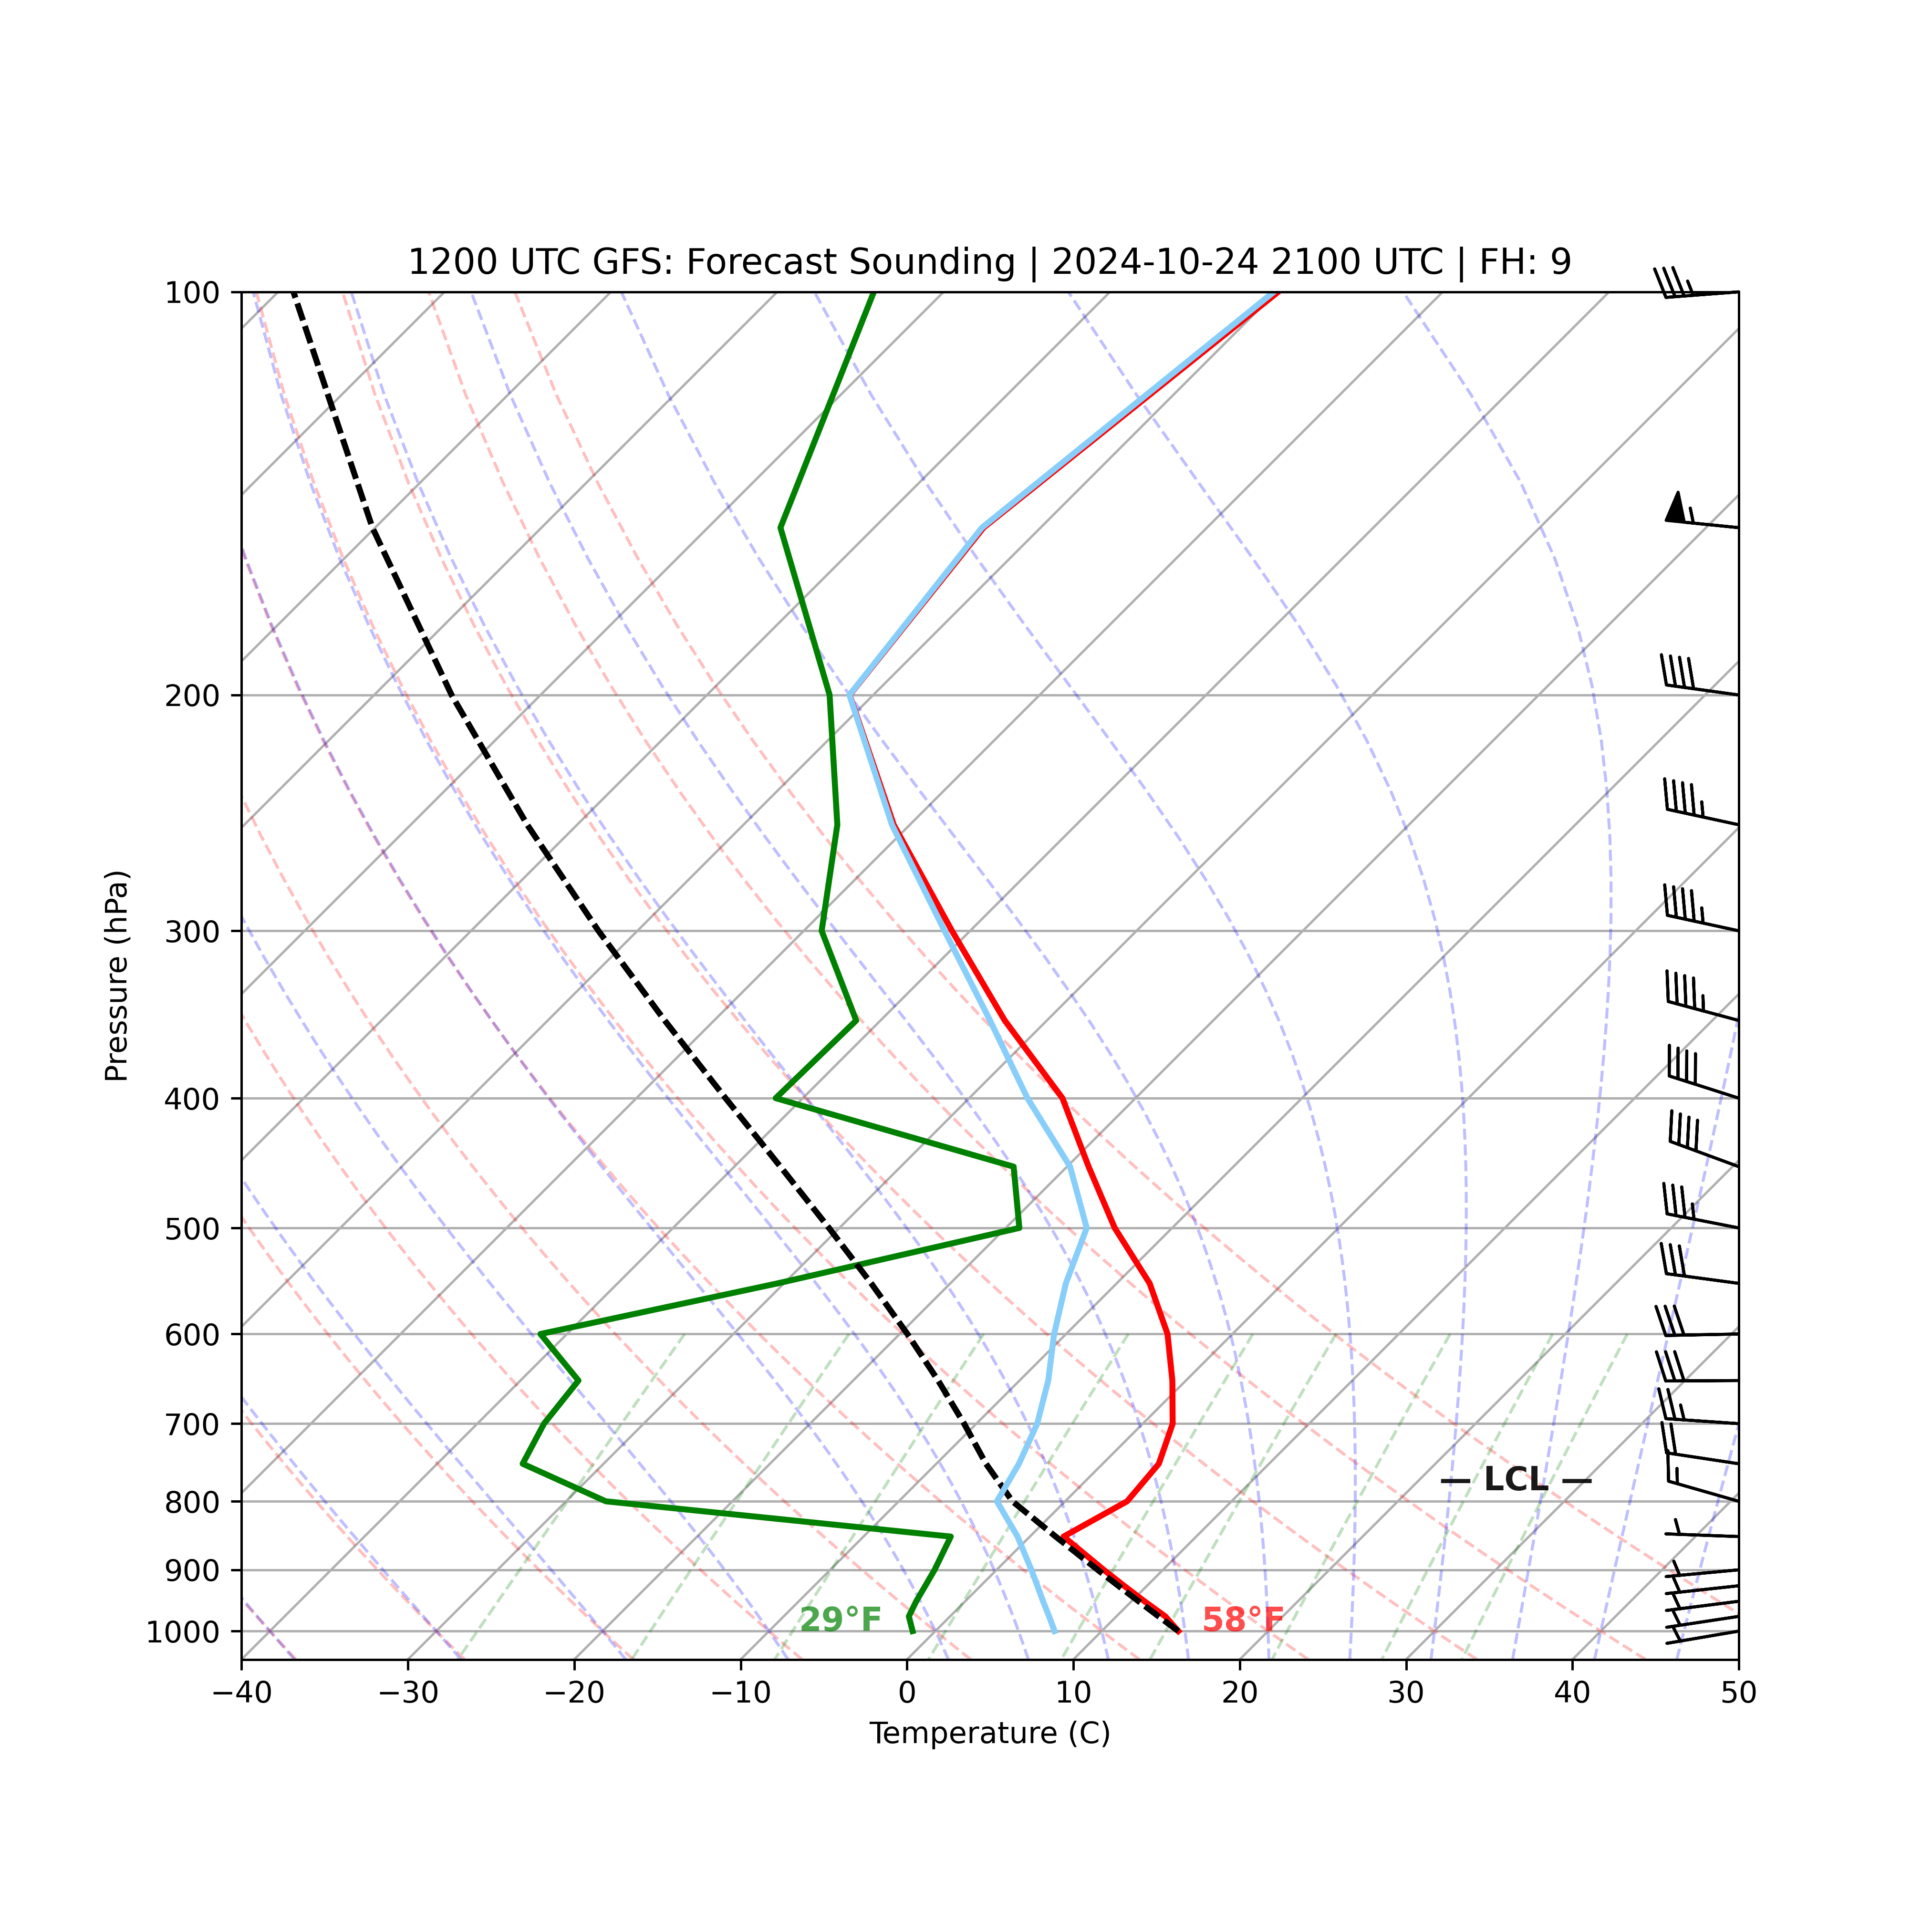 1200 UTC GFS: Forecast Sounding | 2024-10-24 2100 UTC | FH: 9
100
200
300
400
500
600
700
800
900
1000
Pressure (hPa)
— LCL —
29°F
58°F
−40 −30 −20 −10 0 10 20 30 40 50
Temperature (C)